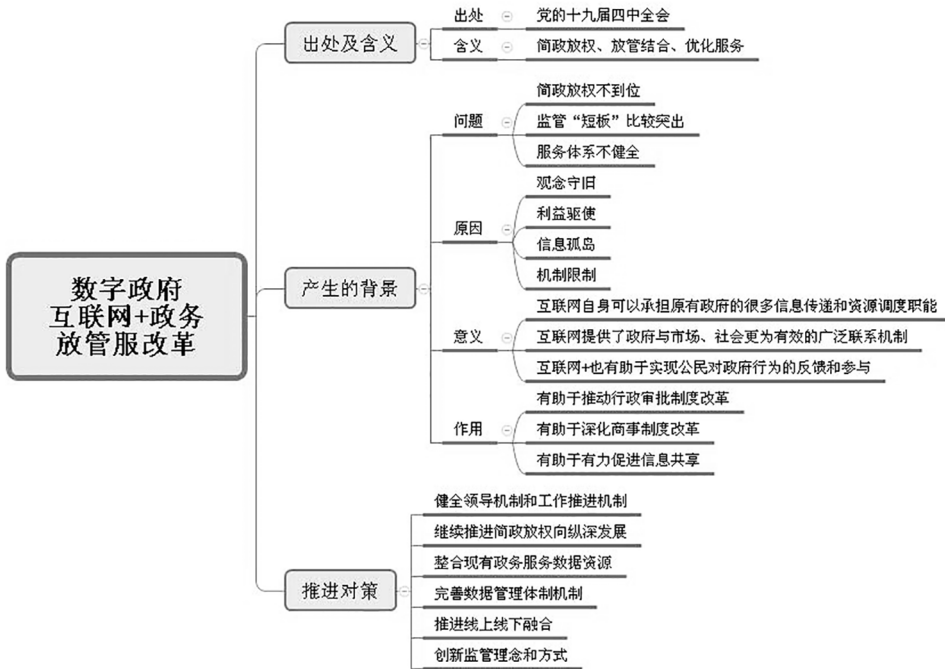 数字政府
互联网+政务
放管服改革
出处及含义
出处
党的十九届四中全会
含义
简政放权、放管结合、优化服务
产生的背景
问题
简政放权不到位
监管“短板”比较突出
服务体系不健全
原因
观念守旧
利益驱使
信息孤岛
机制限制
意义
互联网自身可以承担原有政府的很多信息传递和资源调度职能
互联网提供了政府与市场、社会更为有效的广泛联系机制
互联网+也有助于实现公民对政府行为的反馈和参与
作用
有助于推动行政审批制度改革
有助于深化商事制度改革
有助于有力促进信息共享
推进对策
健全领导机制和工作推进机制
继续推进简政放权向纵深发展
整合现有政务服务数据资源
完善数据管理体制机制
推进线上线下融合
创新监管理念和方式